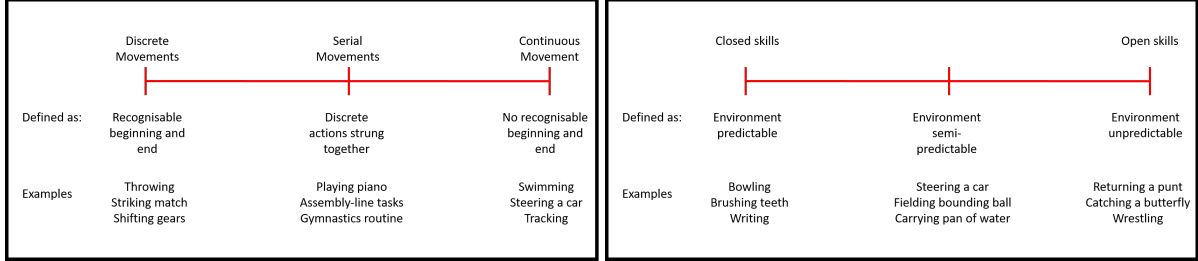 Discrete
Movements
Serial
Movements
Continuous
Movement
Defined as:
Recognisable
beginning and
end
Discrete
actions strung
together
No recognisable
beginning and
end
Examples
Throwing
Striking match
Shifting gears
Playing piano
Assembly-line tasks
Gymnastics routine
Swimming
Steering a car
Tracking
Closed skills
Open skills
Defined as:
Environment
predictable
Environment
semi-
predictable
Environment
unpredictable
Examples
Bowling
Brushing teeth
Writing
Steering a car
Fielding bounding ball
Carrying pan of water
Returning a punt
Catching a butterfly
Wrestling